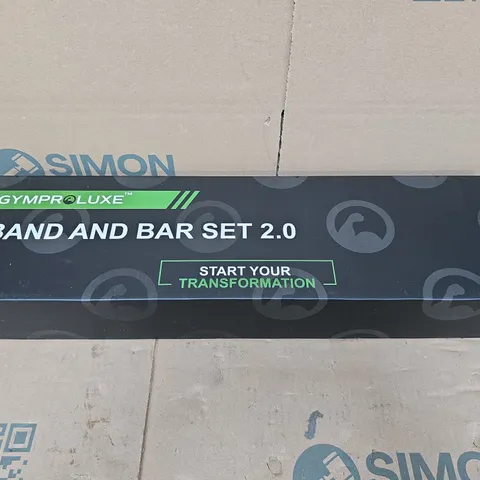 SIMON
GYMPROLUXE™
BAND AND BAR SET 2.0
START YOUR
TRANSFORMATION
SIMON